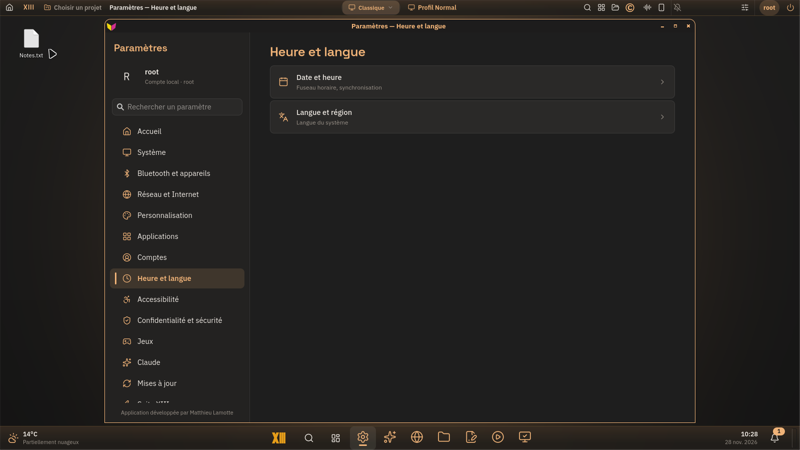 XIII
Choisir un projet
Paramètres — Heure et langue
Classique
Profil Normal
root
Notes.txt
Paramètres — Heure et langue
Paramètres
R
root
Compte local · root
Rechercher un paramètre
Accueil
Système
Bluetooth et appareils
Réseau et Internet
Personnalisation
Applications
Comptes
Heure et langue
Accessibilité
Confidentialité et sécurité
Jeux
Claude
Mises à jour
Application développée par Matthieu Lamotte
Heure et langue
Date et heure
Fuseau horaire, synchronisation
Langue et région
Langue du système
14°C
Partiellement nuageux
XIII
10:28
28 nov. 2026
1